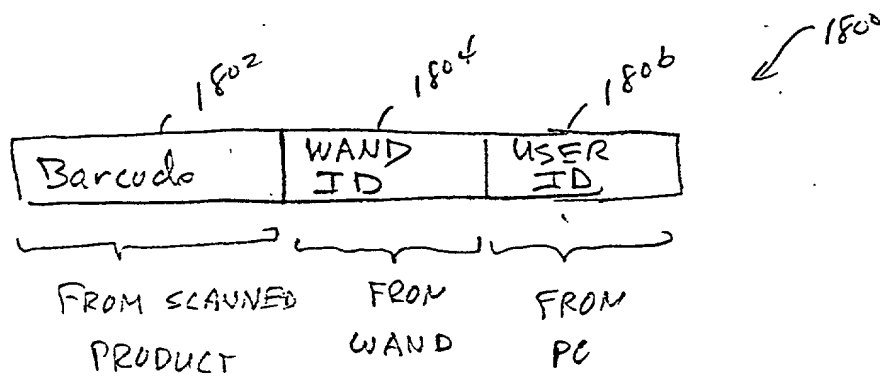 1800
1802 1804 1806
Barcode WAND ID USER ID
FROM SCANNED PRODUCT FROM WAND FROM PC